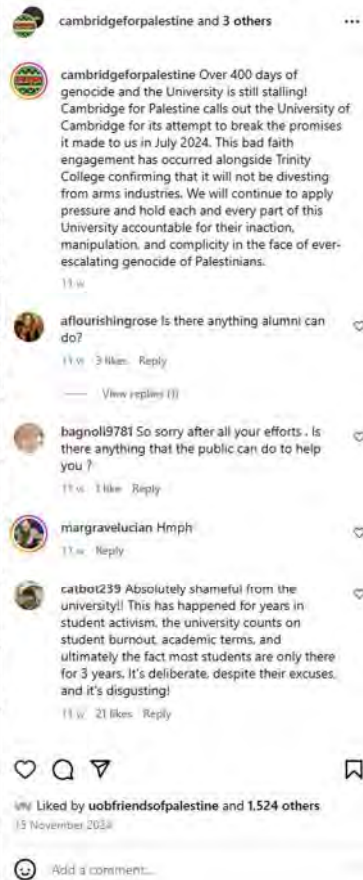 cambridgeforpalestine and 3 others
cambridgeforpalestine Over 400 days of
genocide and the University is still stalling!
Cambridge for Palestine calls out the University of
Cambridge for its attempt to break the promises
it made to us in July 2024. This bad faith
engagement has occurred alongside Trinity
College confirming that it will not be divesting
from arms industries. We will continue to apply
pressure and hold each and every part of this
University accountable for their inaction,
manipulation, and complicity in the face of ever-
escalating genocide of Palestinians.
11 w
aflourishingrose Is there anything alumni can
do?
11 w 3 likes Reply
View replies (1)
bagnoli9781 So sorry after all your efforts . Is
there anything that the public can do to help
you ?
11 w 1 like Reply
margravelucian Hmph
11 w Reply
catbot239 Absolutely shameful from the
university!! This has happened for years in
student activism, the university counts on
student burnout, academic terms, and
ultimately the fact most students are only there
for 3 years. It's deliberate, despite their excuses,
and it's disgusting!
11 w 21 likes Reply
Liked by uobfriendsofpalestine and 1,524 others
15 November 2024
Add a comment...